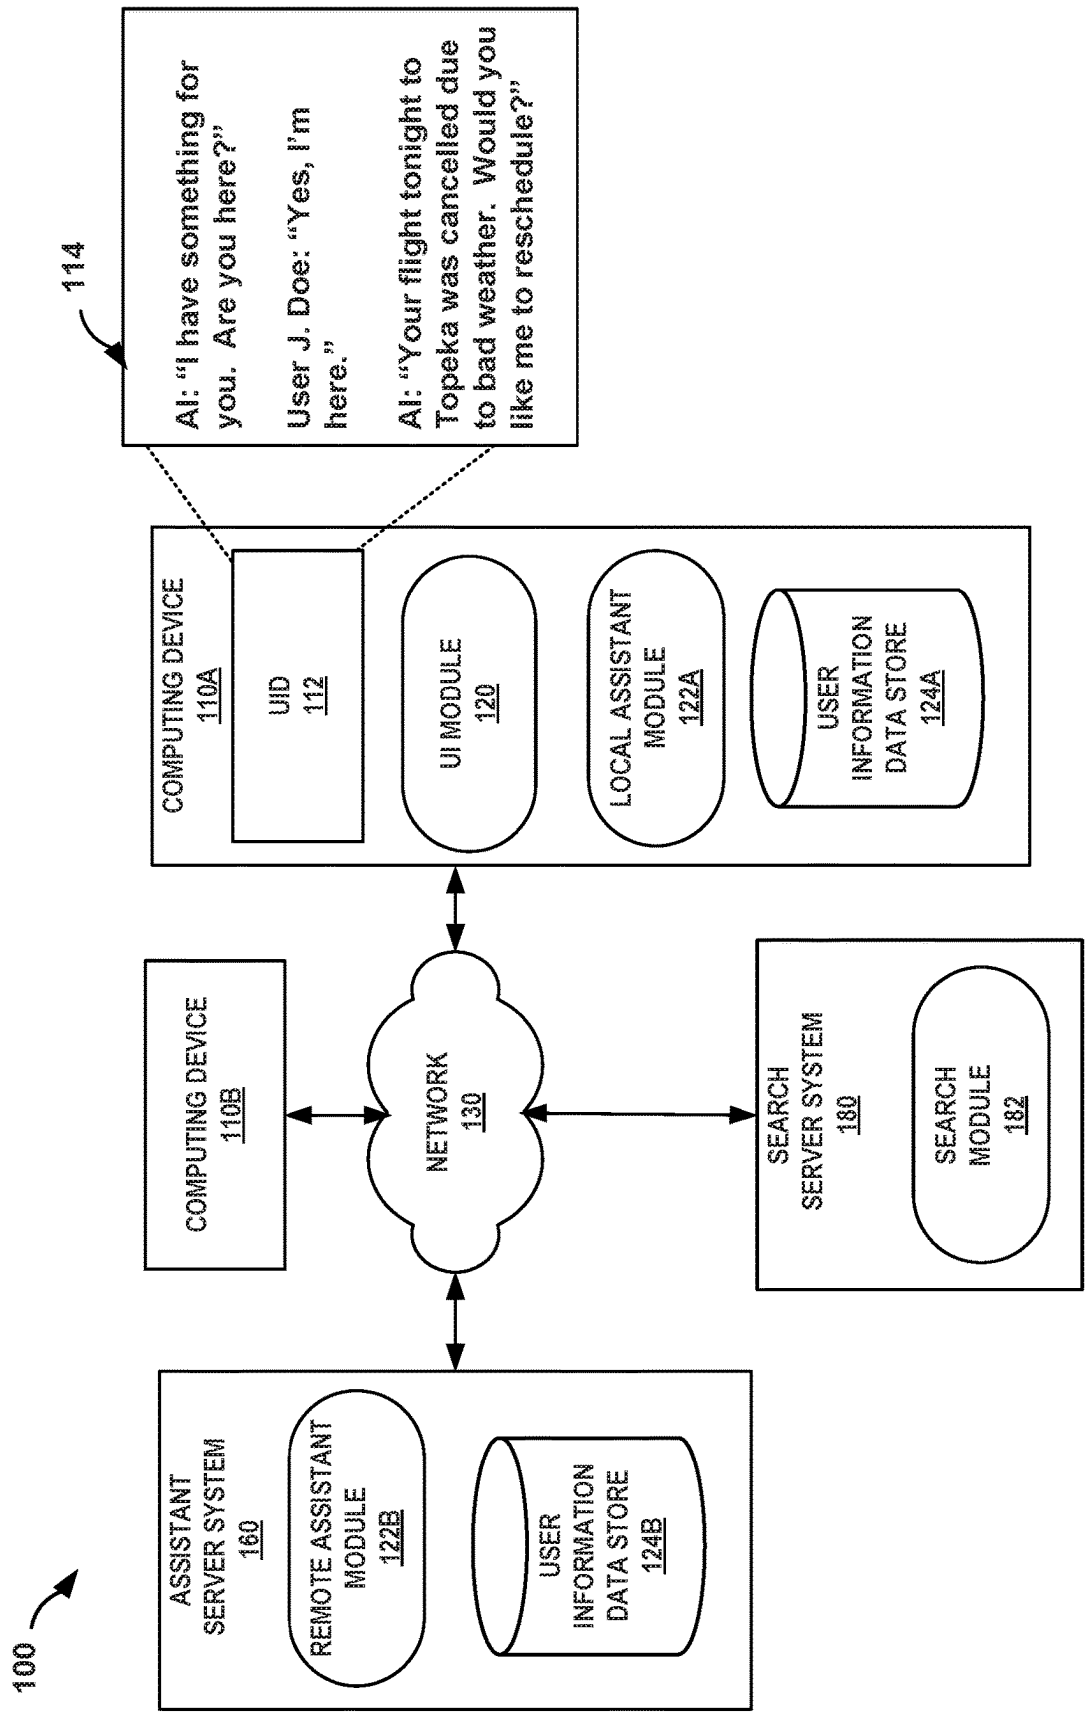 100
ASSISTANT
SERVER SYSTEM
160
REMOTE ASSISTANT
MODULE
122B
USER
INFORMATION
DATA STORE
124B
COMPUTING DEVICE
110B
NETWORK
130
SEARCH
SERVER SYSTEM
180
SEARCH
MODULE
182
COMPUTING DEVICE
110A
UID
112
UI MODULE
120
LOCAL ASSISTANT
MODULE
122A
USER
INFORMATION
DATA STORE
124A
114
AI: “I have something for
you.  Are you here?”
User J. Doe: “Yes, I’m
here.”
AI: “Your flight tonight to
Topeka was cancelled due
to bad weather.  Would you
like me to reschedule?”